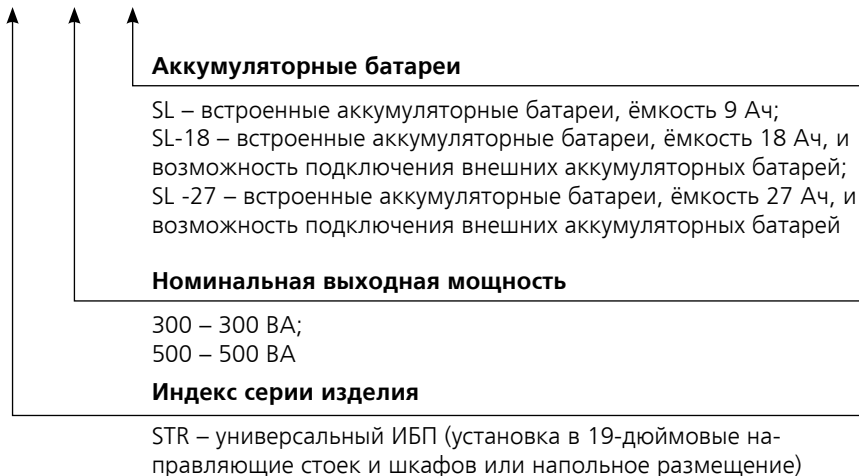 Аккумуляторные батареи
SL – встроенные аккумуляторные батареи, ёмкость 9 Ач;
SL-18 – встроенные аккумуляторные батареи, ёмкость 18 Ач, и
возможность подключения внешних аккумуляторных батарей;
SL -27 – встроенные аккумуляторные батареи, ёмкость 27 Ач, и
возможность подключения внешних аккумуляторных батарей
Номинальная выходная мощность
300 – 300 ВА;
500 – 500 ВА
Индекс серии изделия
STR – универсальный ИБП (установка в 19-дюймовые на-
правляющие стоек и шкафов или напольное размещение)